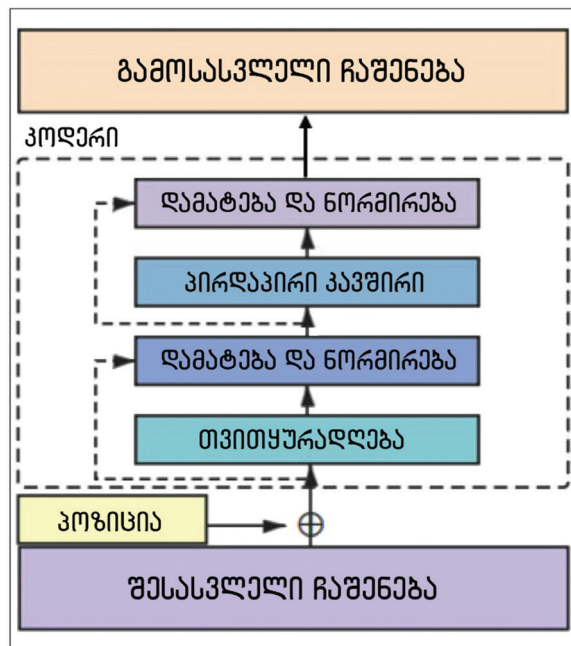 გამოსასვლელი ჩაშენება
კოდერი
დამატება და ნორმირება
პირდაპირი კავშირი
დამატება და ნორმირება
თვითყურადღება
პოზიცია
შესასვლელი ჩაშენება